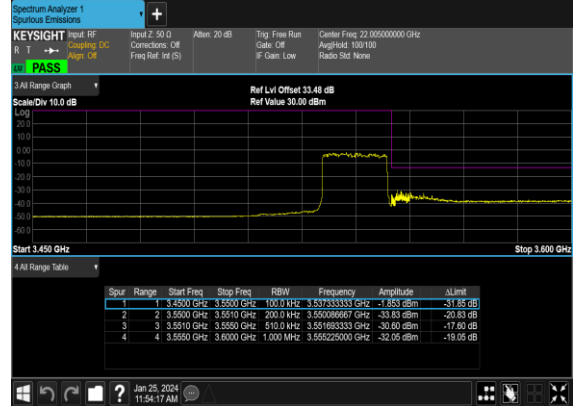 Spectrum Analyzer 1
Spurious Emissions
KEYSIGHT Input: RF Input Z: 50 Ω Atten: 20 dB Trig: Free Run Center Freq: 22.005000000 GHz
R T Coupling: DC Corrections: Off Gate: Off Avg|Hold: 100/100
Align: Off Freq Ref: Int (S) IF Gain: Low Radio Std: None
PASS
3 All Range Graph
Ref Lvl Offset 33.48 dB
Scale/Div 10.0 dB Ref Value 30.00 dBm
Log
20.0
10.0
0.00
-10.0
-20.0
-30.0
-40.0
-50.0
-60.0
Start 3.450 GHz Stop 3.600 GHz
4 All Range Table
Spur Range Start Freq Stop Freq RBW Frequency Amplitude ΔLimit
1 1 3.4500 GHz 3.5500 GHz 100.0 kHz 3.537333333 GHz -1.853 dBm -31.85 dB
2 2 3.5500 GHz 3.5510 GHz 200.0 kHz 3.550086667 GHz -33.83 dBm -20.83 dB
3 3 3.5510 GHz 3.5550 GHz 510.0 kHz 3.551693333 GHz -30.60 dBm -17.60 dB
4 4 3.5550 GHz 3.6000 GHz 1.000 MHz 3.555225000 GHz -32.05 dBm -19.05 dB
? Jan 25, 2024
11:54:17 AM